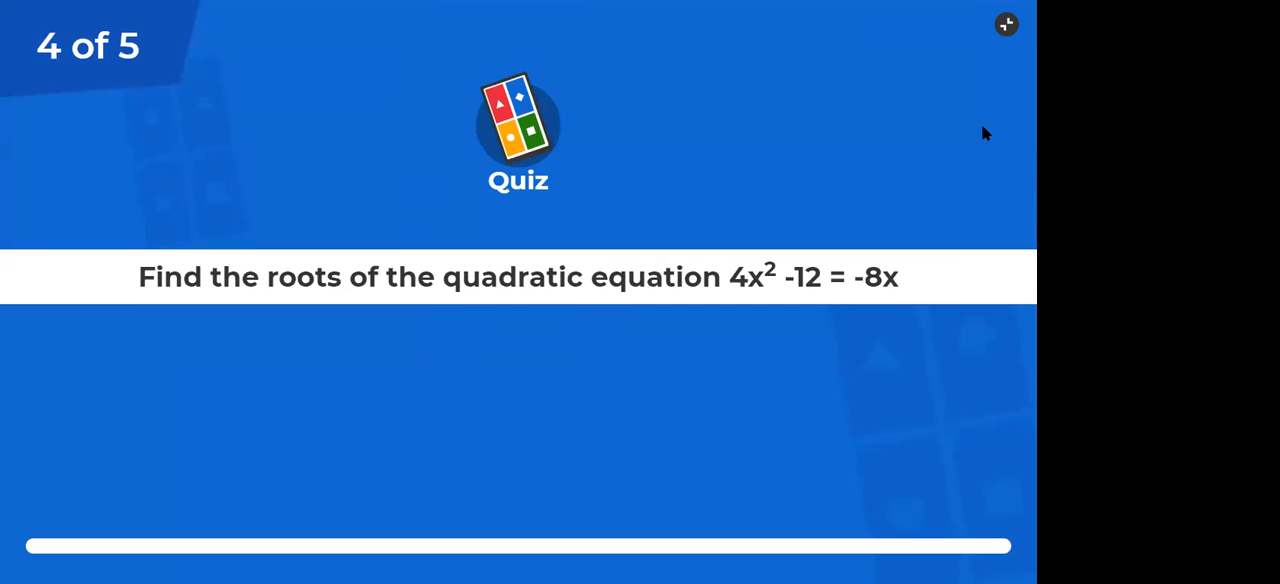 4 of 5
Quiz
Find the roots of the quadratic equation 4x² -12 = -8x